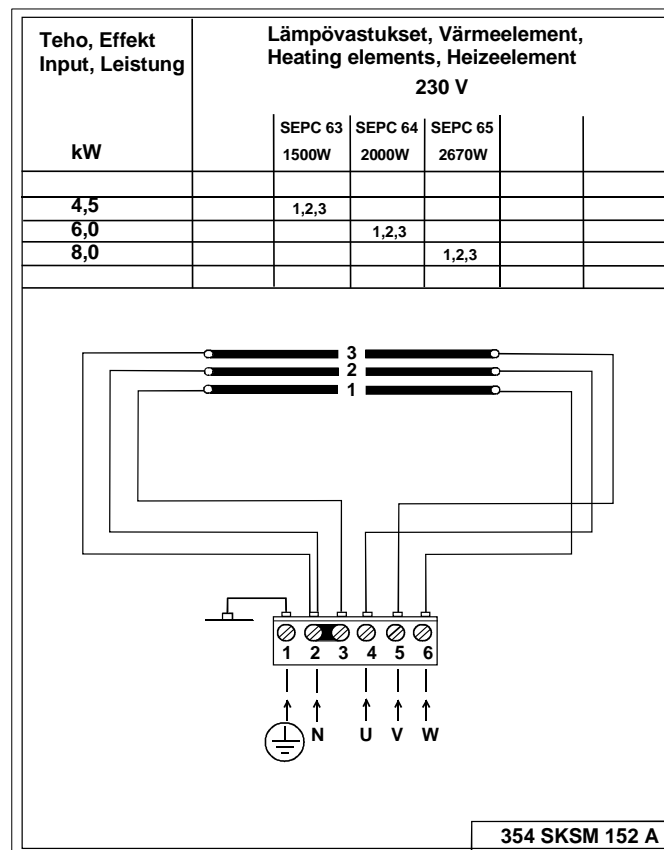 Teho, Effekt
Input, Leistung
Lämpövastukset, Värmeelement,
Heating elements, Heizeelement
230 V
kW
SEPC 63 SEPC 64 SEPC 65
1500W 2000W 2670W
4,5 1,2,3
6,0 1,2,3
8,0 1,2,3
3
2
1
1 2 3 4 5 6
N U V W
354 SKSM 152 A